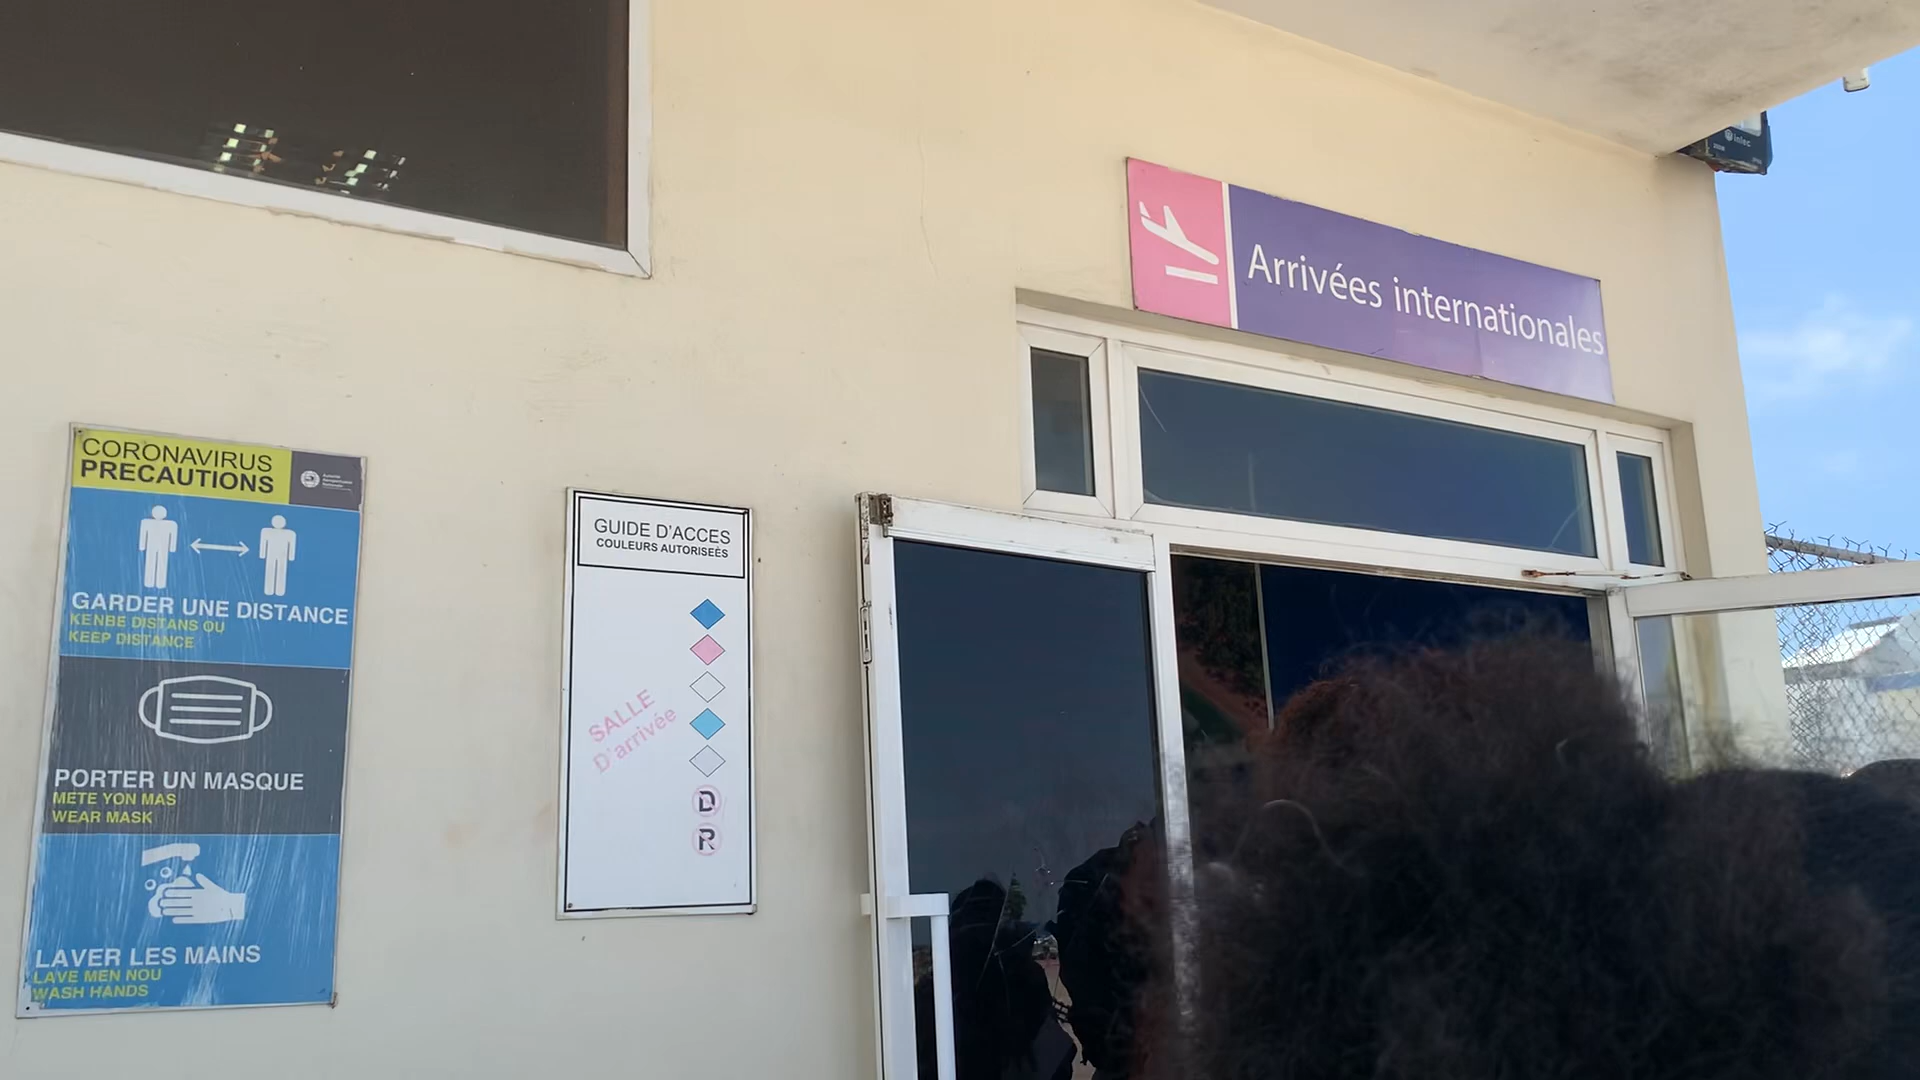 Arrivées internationales
CORONAVIRUS
PRECAUTIONS
GARDER UNE DISTANCE
KENBE DISTANS OU
KEEP DISTANCE
PORTER UN MASQUE
METE YON MAS
WEAR MASK
LAVER LES MAINS
LAVE MEN NOU
WASH HANDS
GUIDE D'ACCES
COULEURS AUTORISEÉS
SALLE
D'arrivée
D
R